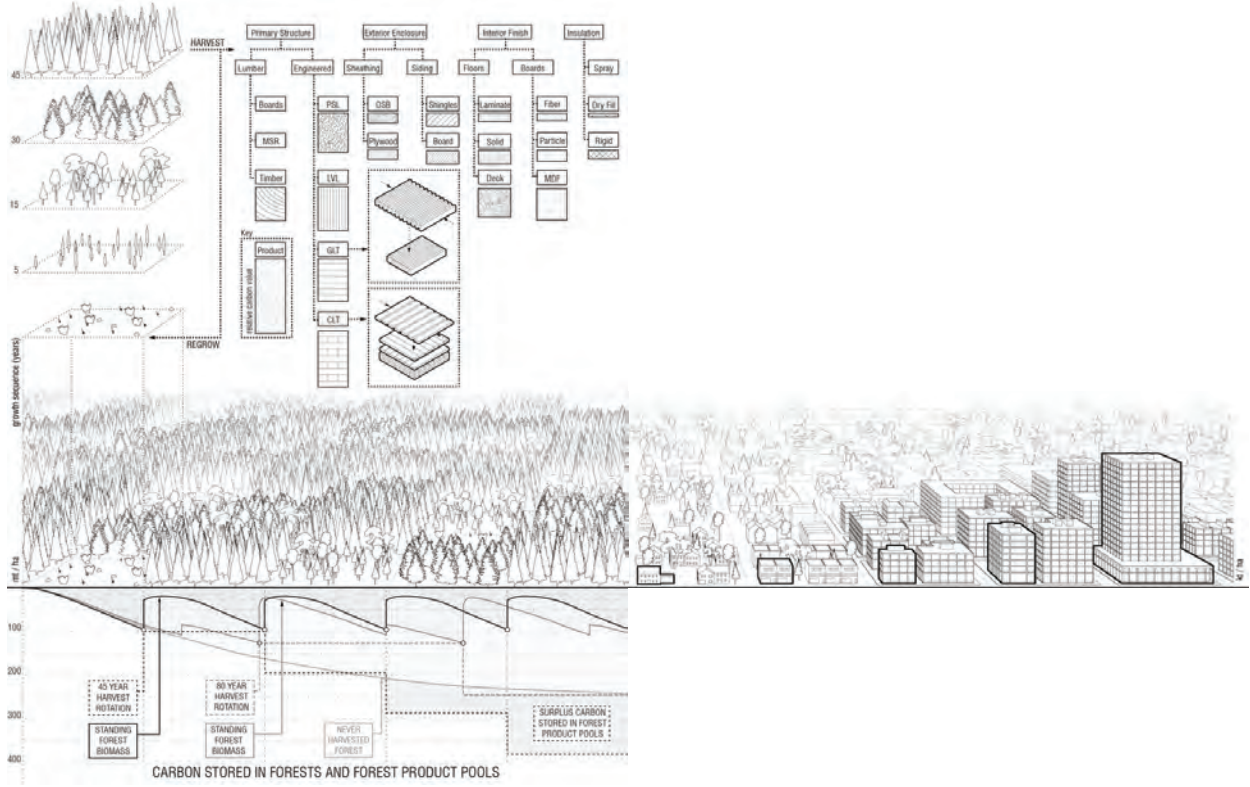 HARVEST
45
30
15
5
REGROW
growth sequence (years)
Primary Structure
Exterior Enclosure
Interior Finish
Insulation
Lumber
Engineered
Sheathing
Siding
Floors
Boards
Spray
Boards
PSL
OSB
Shingles
Laminate
Fiber
Dry Fill
MSR
Plywood
Board
Solid
Particle
Rigid
Timber
LVL
Deck
MDF
Key
Product
relative carbon value
GLT
CLT
mt / ha
100
200
300
400
45 YEAR
HARVEST
ROTATION
80 YEAR
HARVEST
ROTATION
STANDING
FOREST
BIOMASS
STANDING
FOREST
BIOMASS
NEVER
HARVESTED
FOREST
SURPLUS CARBON
STORED IN FOREST
PRODUCT POOLS
CARBON STORED IN FORESTS AND FOREST PRODUCT POOLS